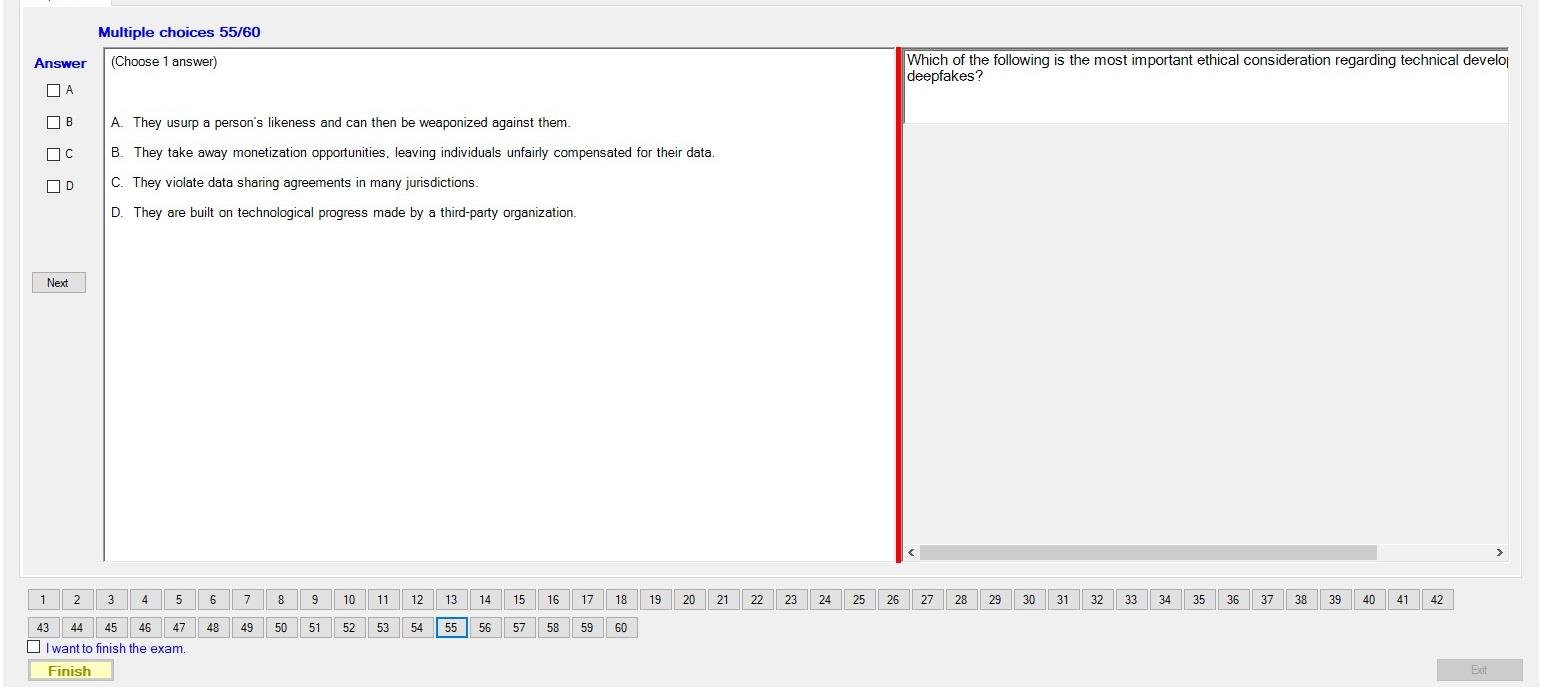 Multiple choices 55/60
Answer
(Choose 1 answer)
A
B
C
D
A. They usurp a person's likeness and can then be weaponized against them.
B. They take away monetization opportunities, leaving individuals unfairly compensated for their data.
C. They violate data sharing agreements in many jurisdictions.
D. They are built on technological progress made by a third-party organization.
Next
Which of the following is the most important ethical consideration regarding technical
deepfakes?
1 2 3 4 5 6 7 8 9 10 11 12 13 14 15 16 17 18 19 20 21 22 23 24 25 26 27 28 29 30 31 32 33 34 35 36 37 38 39 40 41 42
43 44 45 46 47 48 49 50 51 52 53 54 55 56 57 58 59 60
I want to finish the exam.
Finish
Exit